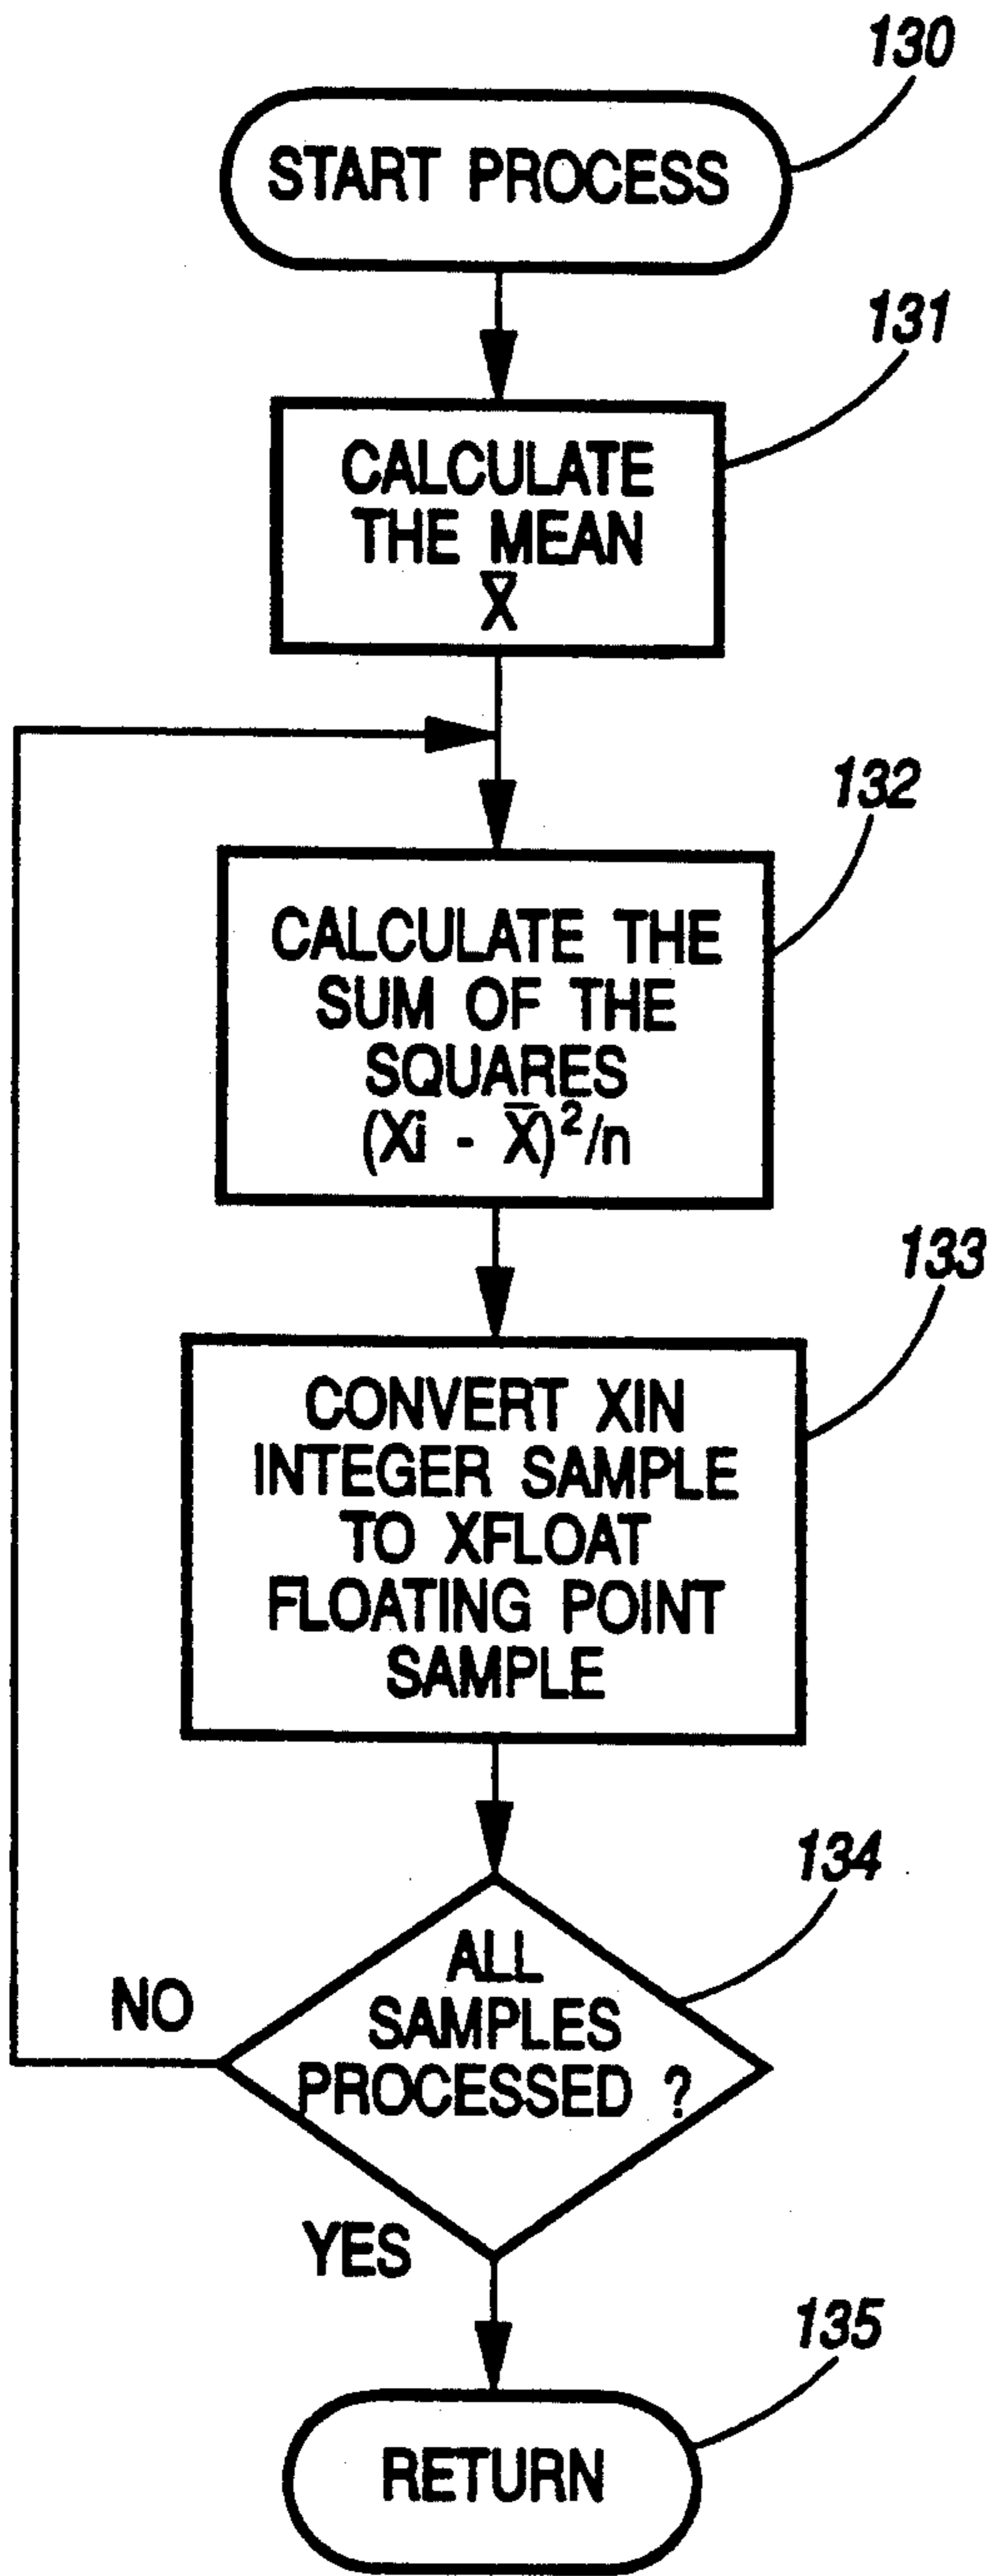 130
START PROCESS
131
CALCULATE
THE MEAN
X̅
132
CALCULATE THE
SUM OF THE
SQUARES
(Xi - X̅)²/n
133
CONVERT XIN
INTEGER SAMPLE
TO XFLOAT
FLOATING POINT
SAMPLE
134
ALL
SAMPLES
PROCESSED ?
NO
YES
135
RETURN